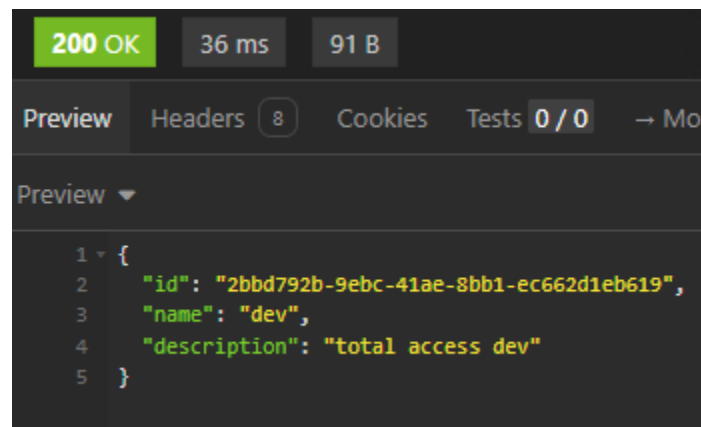 200 OK 36 ms 91 B
Preview Headers 8 Cookies Tests 0 / 0 → Mo
Preview
1 {
2 "id": "2bbd792b-9ebc-41ae-8bb1-ec662d1eb619",
3 "name": "dev",
4 "description": "total access dev"
5 }